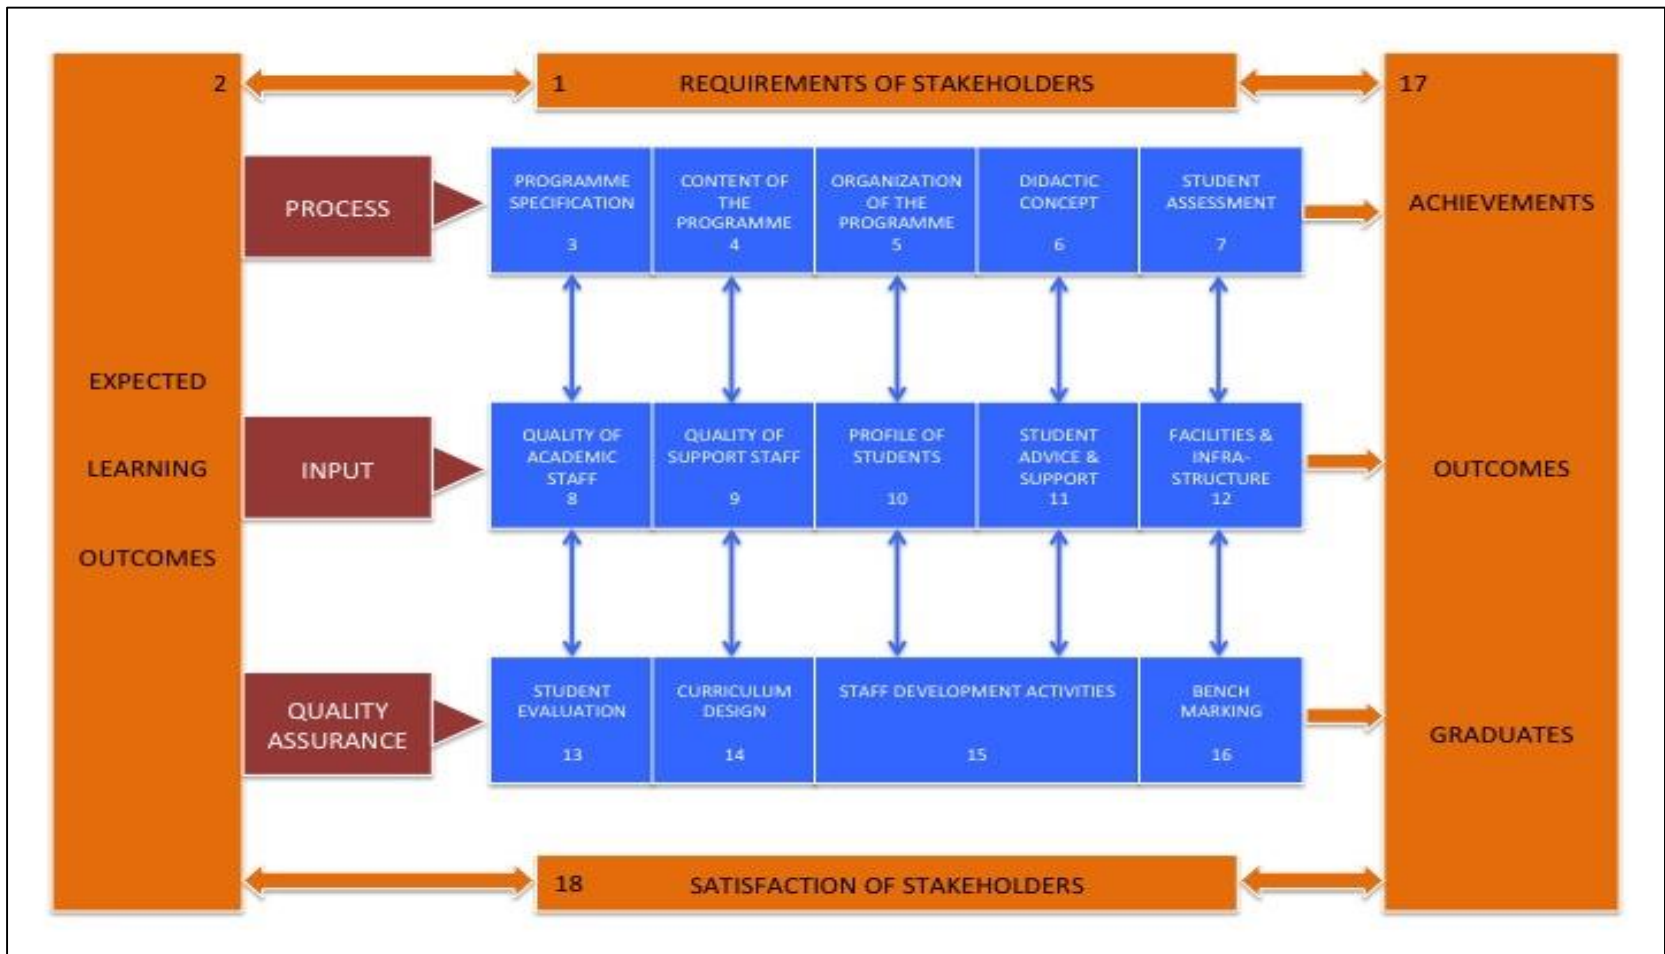 2
1 REQUIREMENTS OF STAKEHOLDERS
17
PROCESS
PROGRAMME
SPECIFICATION
3
CONTENT OF
THE
PROGRAMME
4
ORGANIZATION
OF THE
PROGRAMME
5
DIDACTIC
CONCEPT
6
STUDENT
ASSESSMENT
7
ACHIEVEMENTS
EXPECTED
LEARNING
OUTCOMES
INPUT
QUALITY OF
ACADEMIC
STAFF
8
QUALITY OF
SUPPORT STAFF
9
PROFILE OF
STUDENTS
10
STUDENT
ADVICE &
SUPPORT
11
FACILITIES &
INFRA-
STRUCTURE
12
OUTCOMES
QUALITY
ASSURANCE
STUDENT
EVALUATION
13
CURRICULUM
DESIGN
14
STAFF DEVELOPMENT ACTIVITIES
15
BENCH
MARKING
16
GRADUATES
18 SATISFACTION OF STAKEHOLDERS